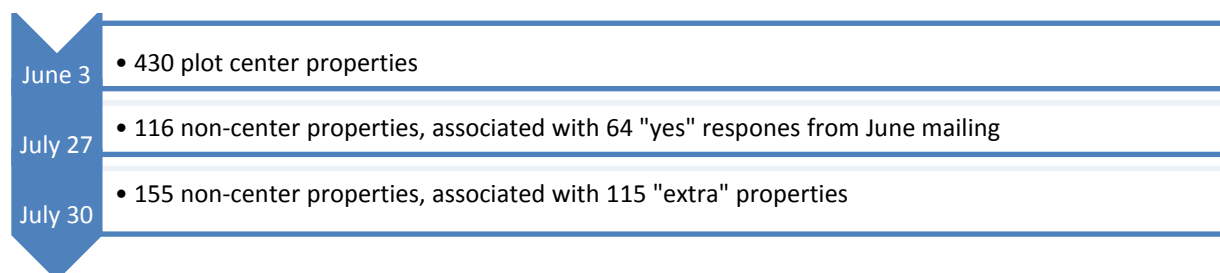 June 3
• 430 plot center properties
July 27
• 116 non-center properties, associated with 64 "yes" respones from June mailing
July 30
• 155 non-center properties, associated with 115 "extra" properties